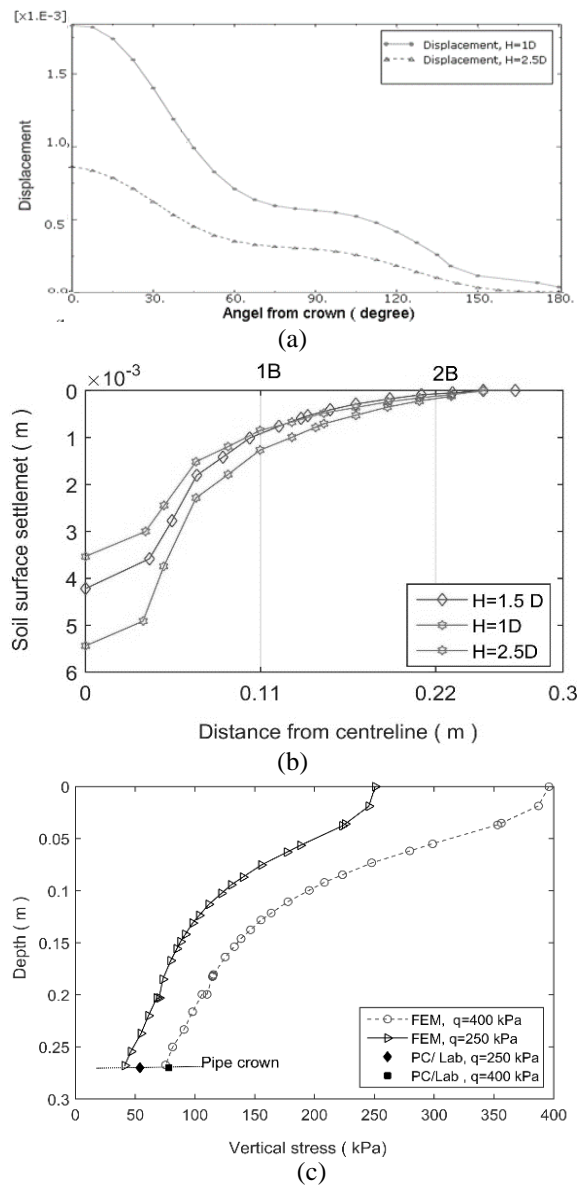 [×1.E-3]
Displacement, H=1D
Displacement, H=2.5D
1.5
1.0
0.5
0.0
Displacement
0. 30. 60. 90. 120. 150. 180.
Angel from crown ( degree)
(a)
×10⁻³
1B
2B
0
1
2
3
4
5
6
Soil surface settlemet ( m )
H=1.5 D
H=1D
H=2.5D
0 0.11 0.22 0.3
Distance from centreline ( m )
(b)
0
0.05
0.1
0.15
0.2
0.25
0.3
Depth ( m )
FEM, q=400 kPa
FEM, q=250 kPa
PC/ Lab, q=250 kPa
PC/Lab , q=400 kPa
Pipe crown
0 50 100 150 200 250 300 350 400
Vertical stress ( kPa)
(c)